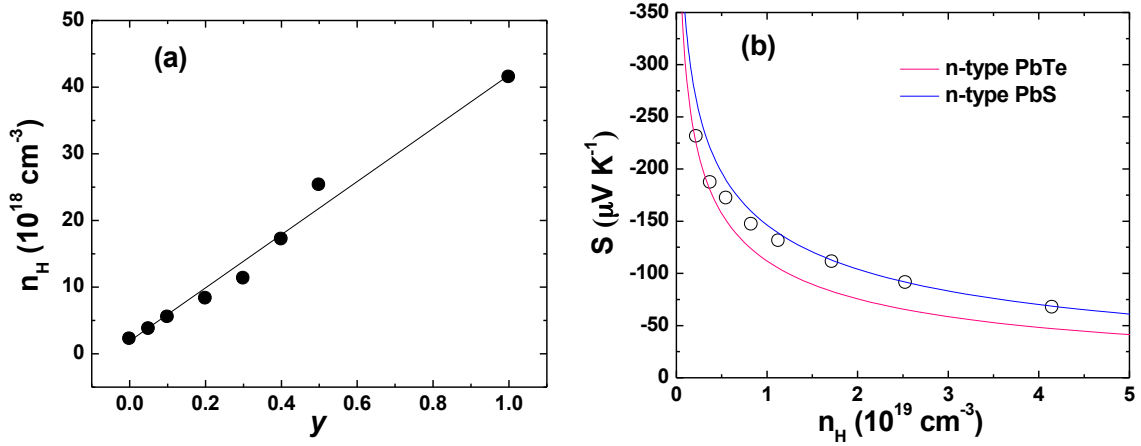 (a)
50
40
30
20
10
0
n_H (10^18 cm^-3)
0.0 0.2 0.4 0.6 0.8 1.0
y
(b)
n-type PbTe
n-type PbS
-350
-300
-250
-200
-150
-100
-50
0
S (μV K^-1)
0 1 2 3 4 5
n_H (10^19 cm^-3)